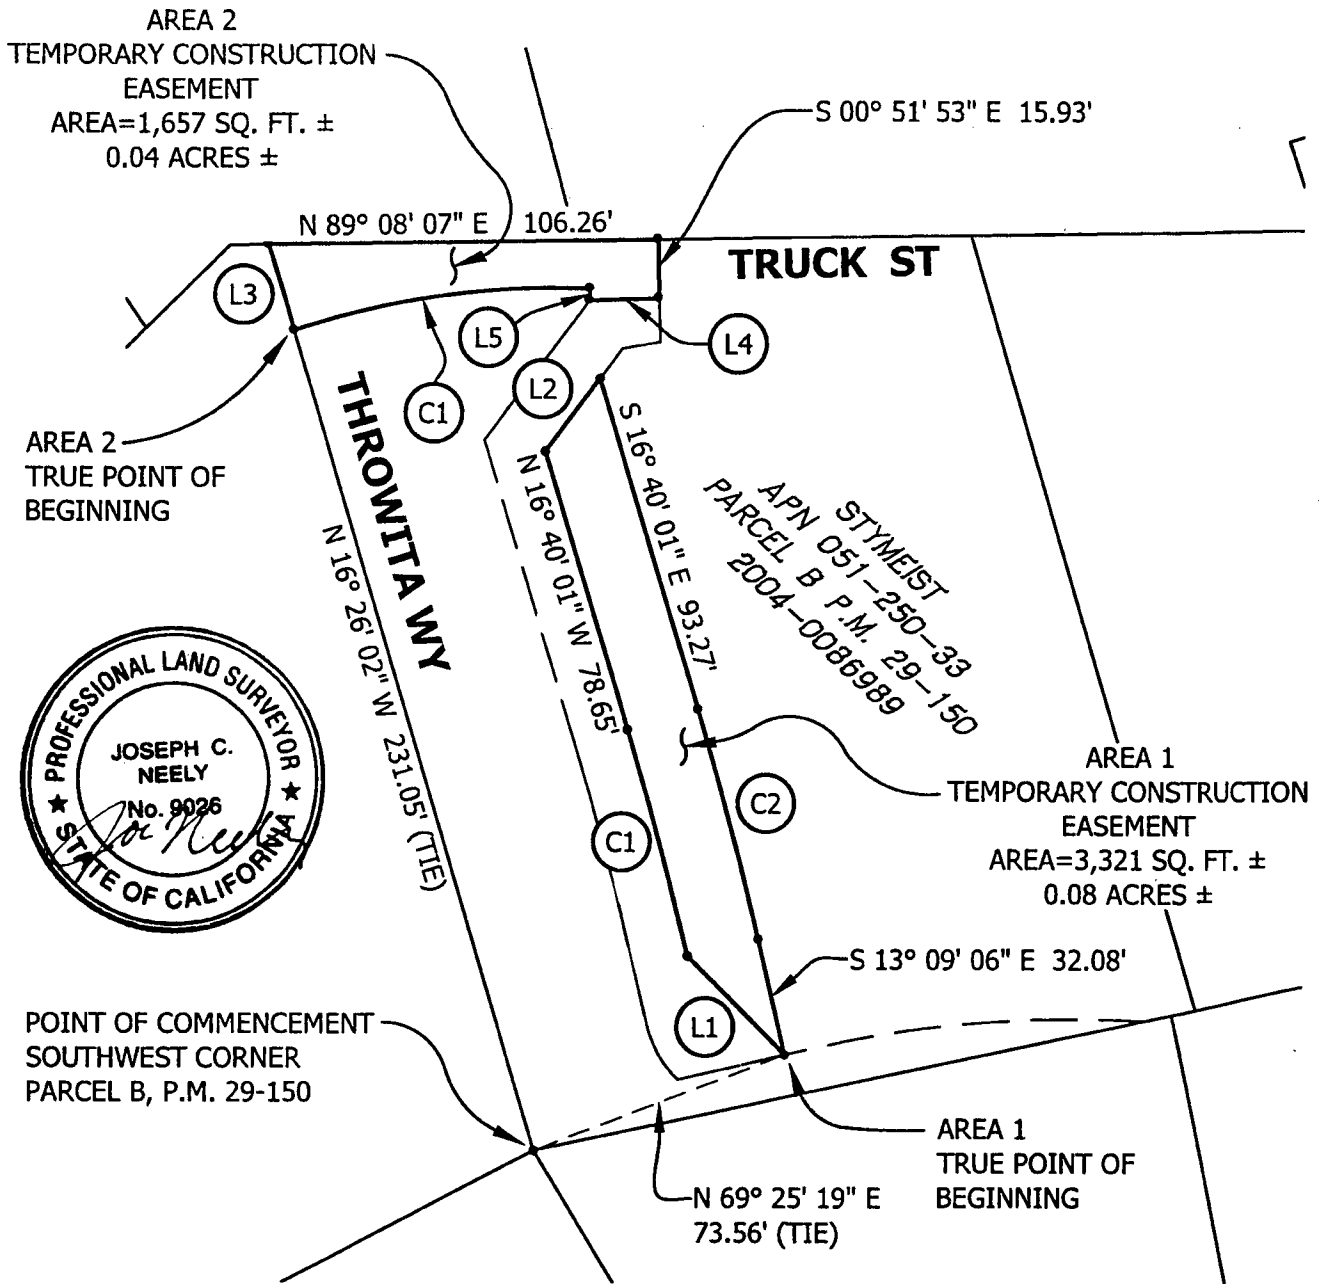 AREA 2
TEMPORARY CONSTRUCTION
EASEMENT
AREA=1,657 SQ. FT. ±
0.04 ACRES ±
S 00° 51' 53" E 15.93'
N 89° 08' 07" E 106.26'
TRUCK ST
L3
L5
L4
L2
C1
AREA 2
TRUE POINT OF
BEGINNING
THROWITA WY
N 16° 26' 02" W 231.05' (TIE)
N 16° 40' 01" W 78.65'
S 16° 40' 01" E 93.27'
STYMEIST
APN 051-250-33
PARCEL B P.M. 29-150
2004-0086989
PROFESSIONAL LAND SURVEYOR
JOSEPH C.
NEELY
No. 9026
Joe Neely
STATE OF CALIFORNIA
AREA 1
TEMPORARY CONSTRUCTION
EASEMENT
AREA=3,321 SQ. FT. ±
0.08 ACRES ±
C2
C1
S 13° 09' 06" E 32.08'
L1
POINT OF COMMENCEMENT
SOUTHWEST CORNER
PARCEL B, P.M. 29-150
AREA 1
TRUE POINT OF
BEGINNING
N 69° 25' 19" E
73.56' (TIE)